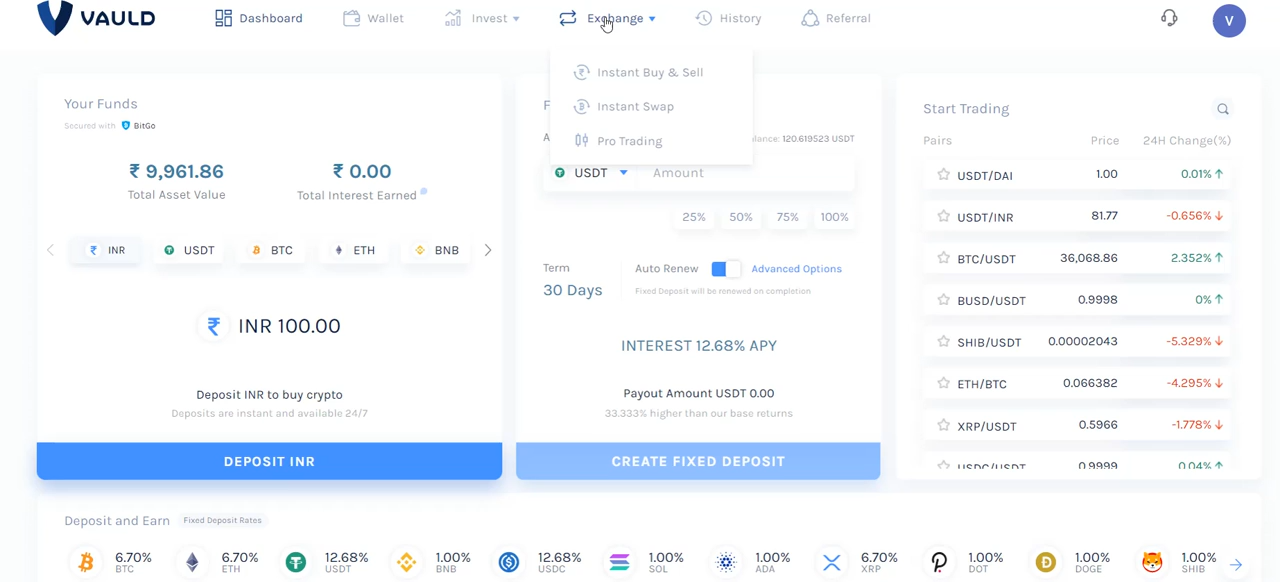 VAULD
Dashboard
Wallet
Invest
Exchange
History
Referral
V
Instant Buy & Sell
Instant Swap
Pro Trading
Your Funds
Secured with BitGo
₹ 9,961.86
Total Asset Value
₹ 0.00
Total Interest Earned
INR
USDT
BTC
ETH
BNB
INR 100.00
Deposit INR to buy crypto
Deposits are instant and available 24/7
DEPOSIT INR
120.619523 USDT
USDT
Amount
25% 50% 75% 100%
Term
30 Days
Auto Renew
Advanced Options
Fixed Deposit will be renewed on completion
INTEREST 12.68% APY
Payout Amount USDT 0.00
33.333% higher than our base returns
CREATE FIXED DEPOSIT
Start Trading
Pairs Price 24H Change(%)
USDT/DAI 1.00 0.01% ↑
USDT/INR 81.77 -0.656% ↓
BTC/USDT 36,068.86 2.352% ↑
BUSD/USDT 0.9998 0% ↑
SHIB/USDT 0.00002043 -5.329% ↓
ETH/BTC 0.066382 -4.295% ↓
XRP/USDT 0.5966 -1.778% ↓
USDC/USDT 0.9999 0.04% ↑
Deposit and Earn
Fixed Deposit Rates
6.70%
BTC
6.70%
ETH
12.68%
USDT
1.00%
BNB
12.68%
USDC
1.00%
SOL
1.00%
ADA
6.70%
XRP
1.00%
DOT
1.00%
DOGE
1.00%
SHIB